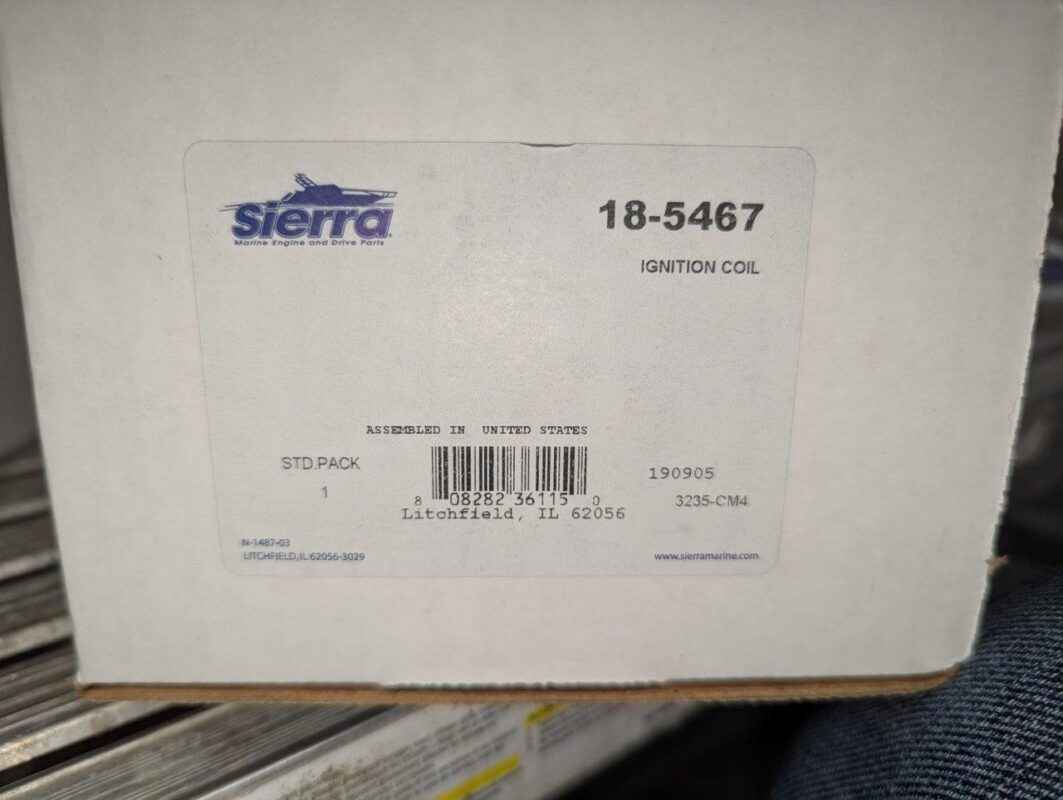 Sierra
Marine Engine and Drive Parts
18-5467
IGNITION COIL
ASSEMBLED IN UNITED STATES
STD.PACK
1
8 08282 36115 0
Litchfield, IL 62056
190905
3235-CM4
N-1487-03
LITCHFIELD,IL 62056-3029
www.sierramarine.com